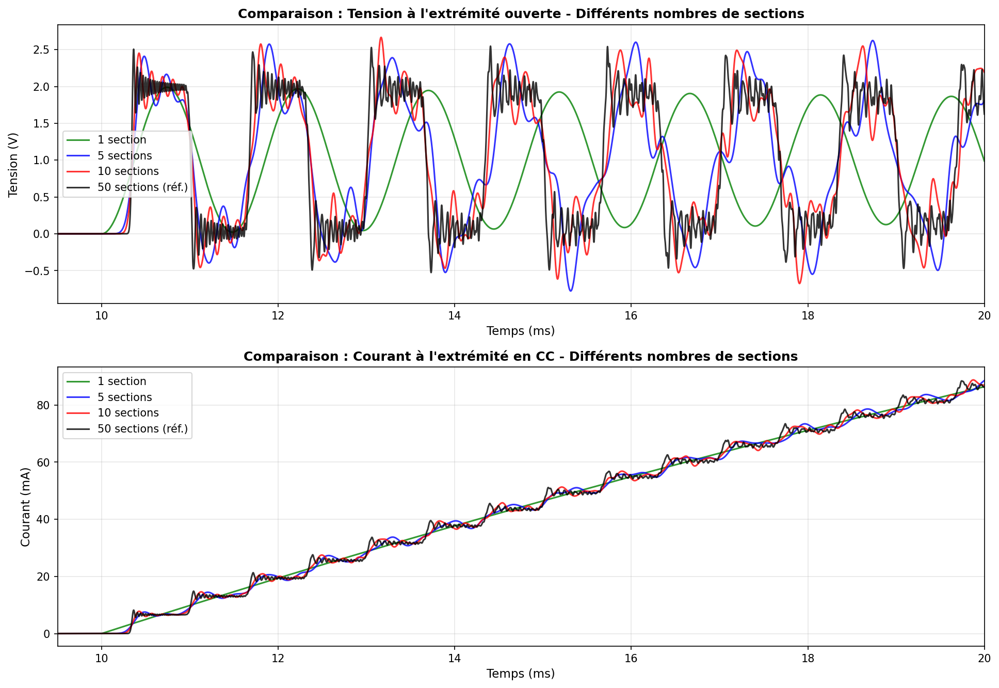 Comparaison : Tension à l'extrémité ouverte - Différents nombres de sections
Tension (V)
2.5
2.0
1.5
1.0
0.5
0.0
−0.5
1 section
5 sections
10 sections
50 sections (réf.)
10 12 14 16 18 20
Temps (ms)
Comparaison : Courant à l'extrémité en CC - Différents nombres de sections
Courant (mA)
80
60
40
20
0
1 section
5 sections
10 sections
50 sections (réf.)
10 12 14 16 18 20
Temps (ms)